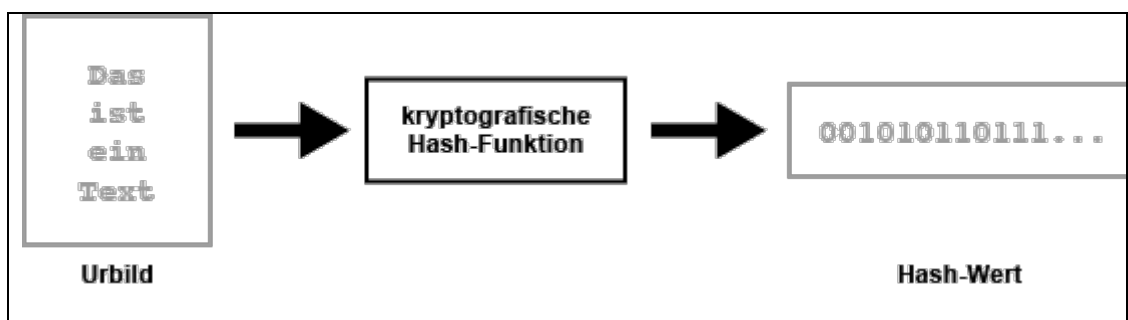 Das
ist
ein
Text
kryptografische
Hash-Funktion
001010110111...
Urbild
Hash-Wert